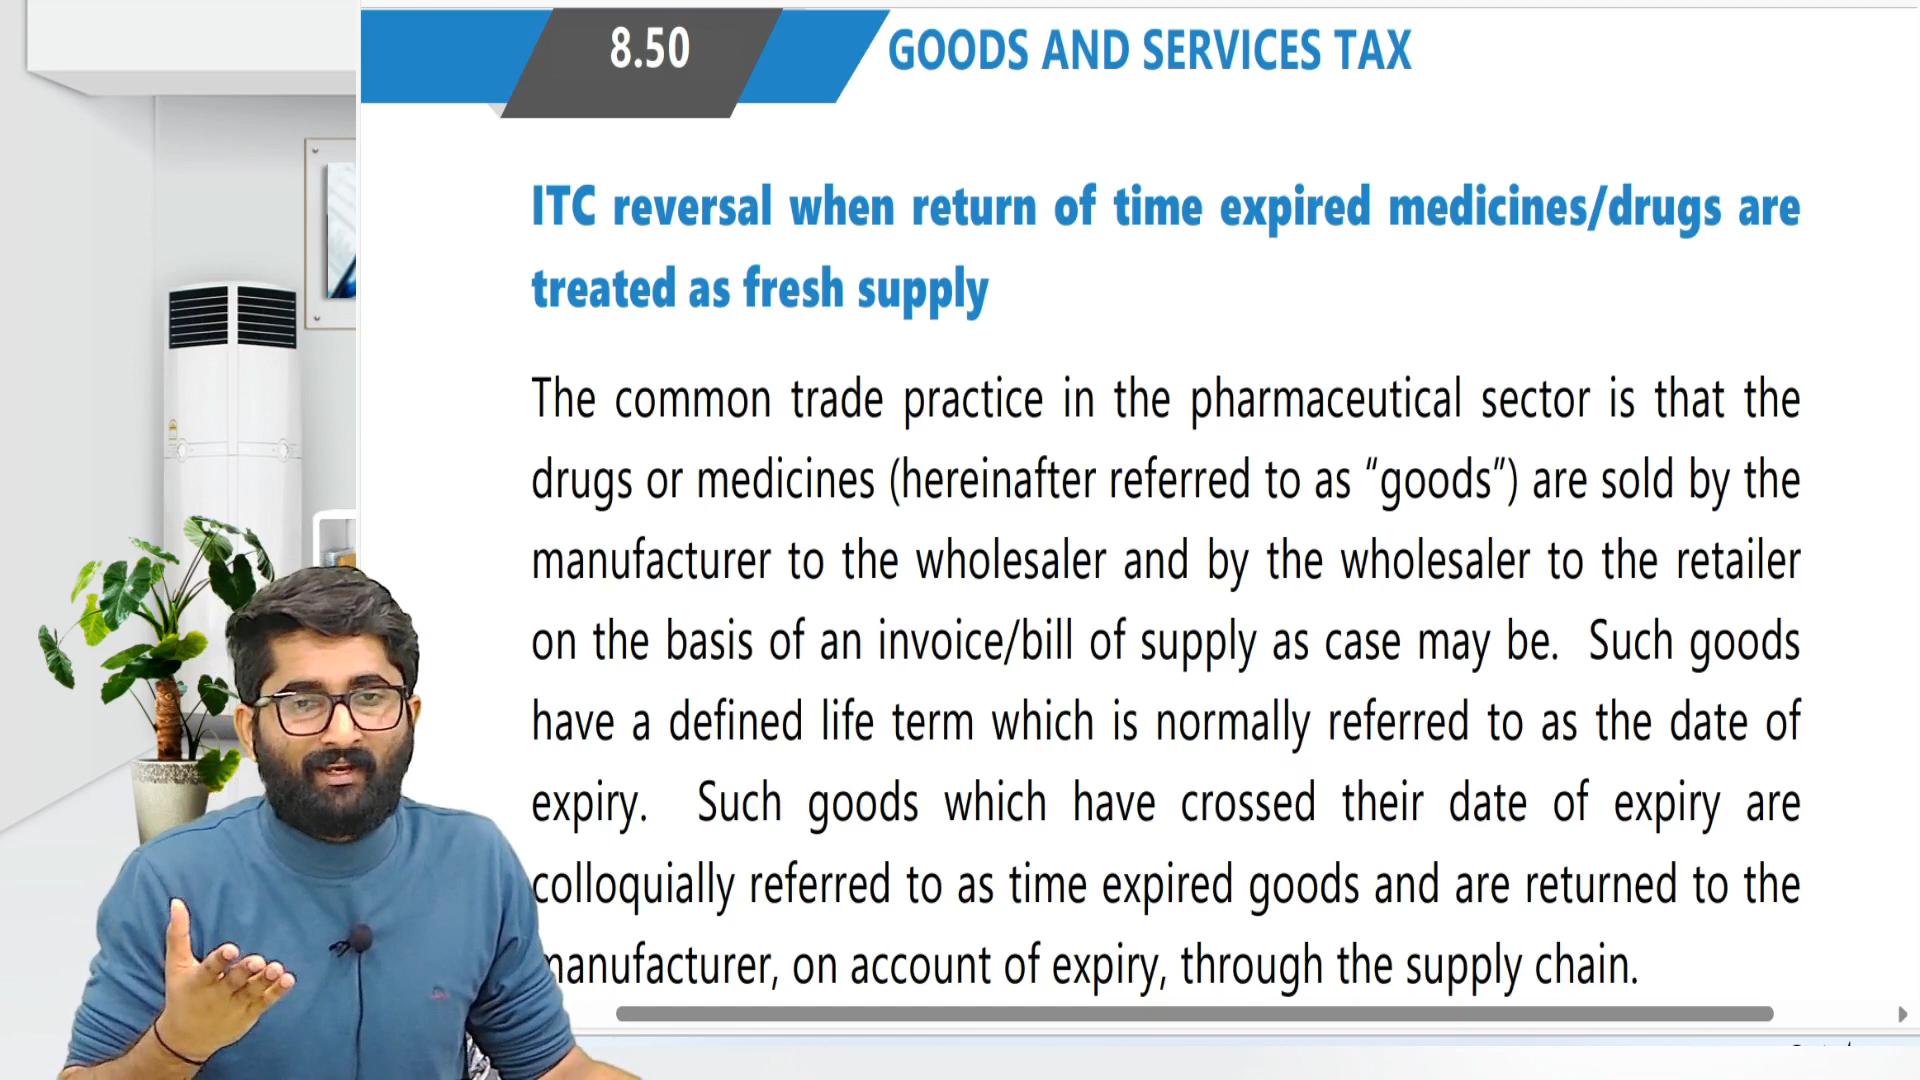 8.50 GOODS AND SERVICES TAX
ITC reversal when return of time expired medicines/drugs are
treated as fresh supply
The common trade practice in the pharmaceutical sector is that the
drugs or medicines (hereinafter referred to as “goods”) are sold by the
manufacturer to the wholesaler and by the wholesaler to the retailer
on the basis of an invoice/bill of supply as case may be. Such goods
have a defined life term which is normally referred to as the date of
expiry. Such goods which have crossed their date of expiry are
colloquially referred to as time expired goods and are returned to the
manufacturer, on account of expiry, through the supply chain.